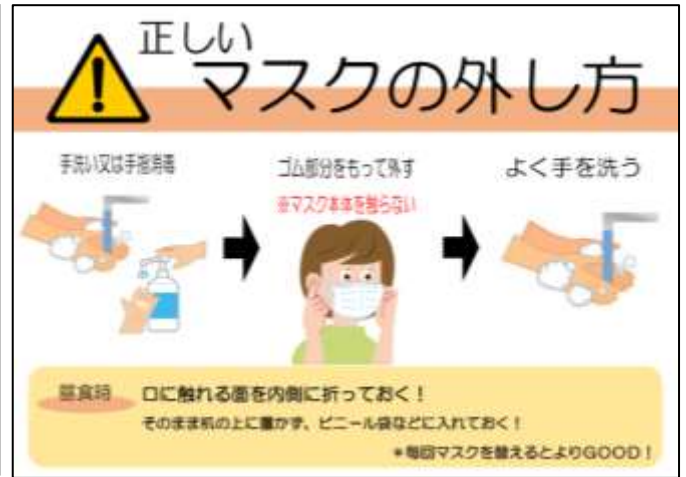 正しい
マスクの外し方
手洗い又は手指消毒
ゴム部分をもって外す
よく手を洗う
※マスク本体を触らない
昼食時
口に触れる面を内側に折っておく！
そのまま机の上に置かず、ビニール袋などに入れておく！
＊毎回マスクを替えるとよりGOOD！